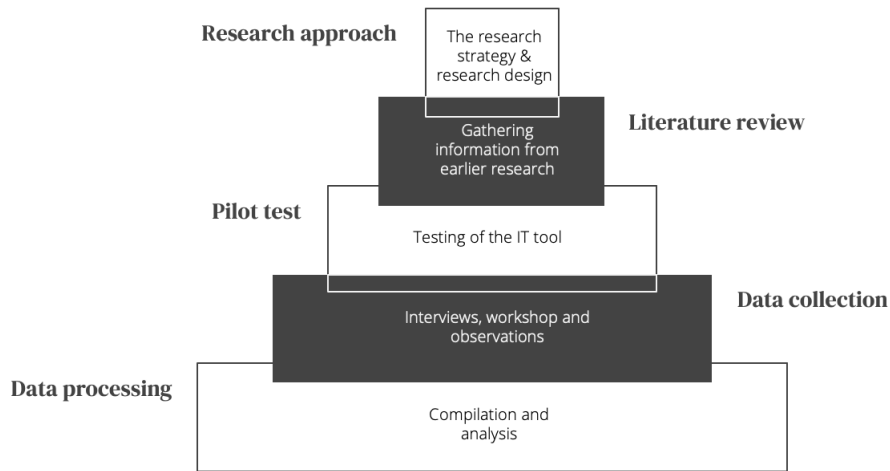 Research approach
The research
strategy &
research design
Literature review
Gathering
information from
earlier research
Pilot test
Testing of the IT tool
Data collection
Interviews, workshop and
observations
Data processing
Compilation and
analysis